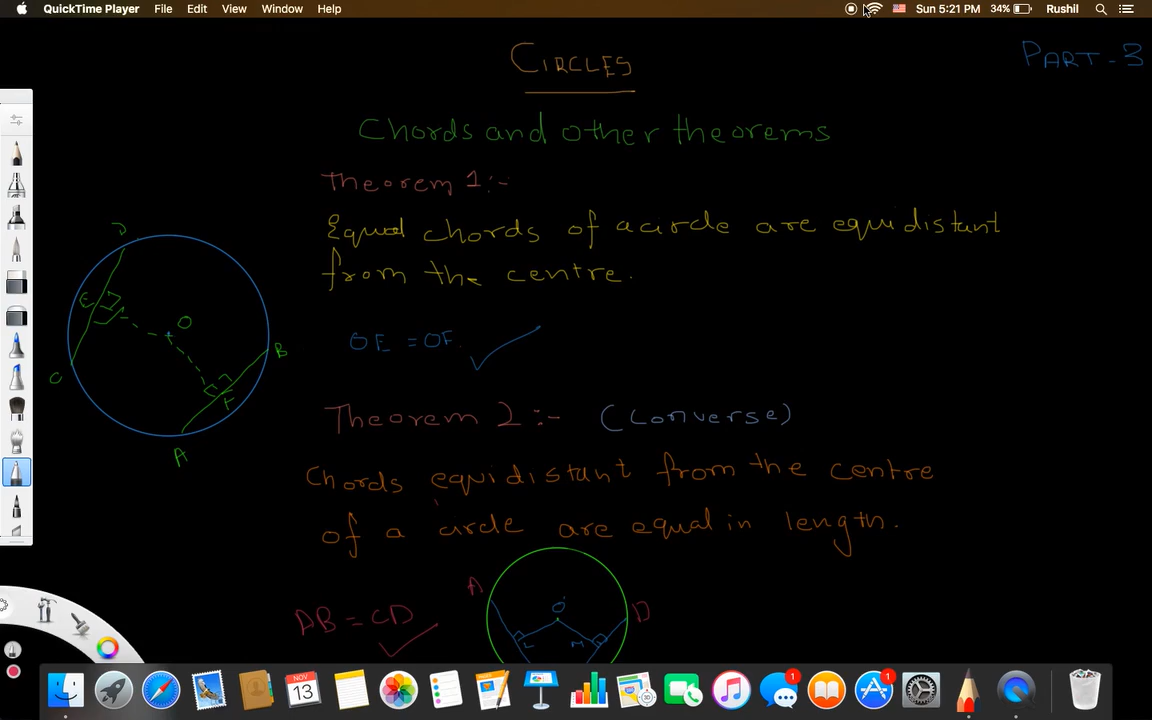 QuickTime Player File Edit View Window Help Sun 5:21 PM 34% Rushil
CIRCLES
PART-3
Chords and other theorems
Theorem 1:-
Equal chords of a circle are equidistant
from the centre.
D
E
O
B
C
F
A
OE = OF.
Theorem 2:- (Converse)
Chords equidistant from the centre
of a circle are equal in length.
AB = CD
A
O
D
L
M
NOV
13
1
1